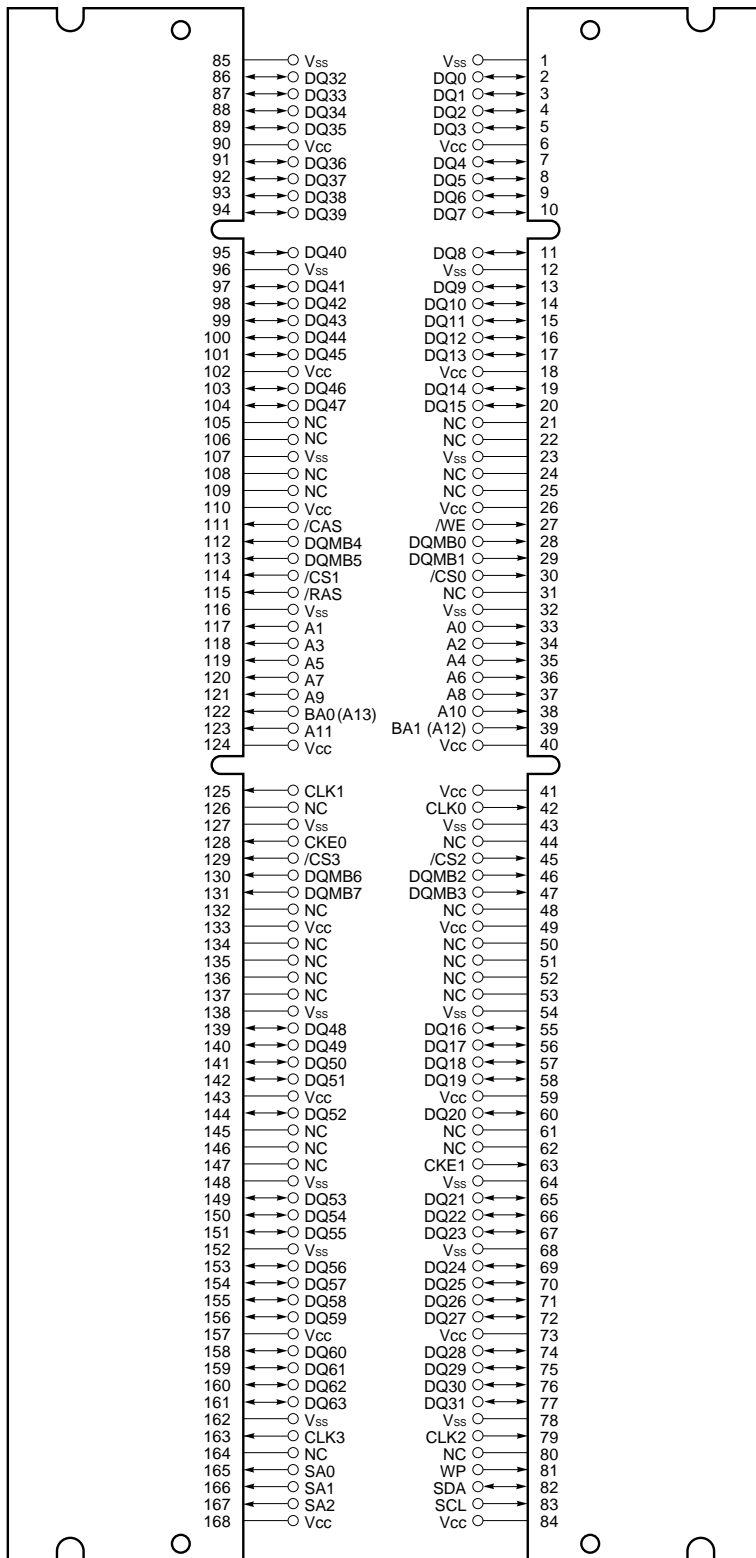 85 Vss Vss 1
86 DQ32 DQ0 2
87 DQ33 DQ1 3
88 DQ34 DQ2 4
89 DQ35 DQ3 5
90 Vcc Vcc 6
91 DQ36 DQ4 7
92 DQ37 DQ5 8
93 DQ38 DQ6 9
94 DQ39 DQ7 10
95 DQ40 DQ8 11
96 Vss Vss 12
97 DQ41 DQ9 13
98 DQ42 DQ10 14
99 DQ43 DQ11 15
100 DQ44 DQ12 16
101 DQ45 DQ13 17
102 Vcc Vcc 18
103 DQ46 DQ14 19
104 DQ47 DQ15 20
105 NC NC 21
106 NC NC 22
107 Vss Vss 23
108 NC NC 24
109 NC NC 25
110 Vcc Vcc 26
111 /CAS /WE 27
112 DQMB4 DQMB0 28
113 DQMB5 DQMB1 29
114 /CS1 /CS0 30
115 /RAS NC 31
116 Vss Vss 32
117 A1 A0 33
118 A3 A2 34
119 A5 A4 35
120 A7 A6 36
121 A9 A8 37
122 BA0 (A13) A10 38
123 A11 BA1 (A12) 39
124 Vcc Vcc 40
125 CLK1 Vcc 41
126 NC CLK0 42
127 Vss Vss 43
128 CKE0 NC 44
129 /CS3 /CS2 45
130 DQMB6 DQMB2 46
131 DQMB7 DQMB3 47
132 NC NC 48
133 Vcc Vcc 49
134 NC NC 50
135 NC NC 51
136 NC NC 52
137 NC NC 53
138 Vss Vss 54
139 DQ48 DQ16 55
140 DQ49 DQ17 56
141 DQ50 DQ18 57
142 DQ51 DQ19 58
143 Vcc Vcc 59
144 DQ52 DQ20 60
145 NC NC 61
146 NC NC 62
147 NC CKE1 63
148 Vss Vss 64
149 DQ53 DQ21 65
150 DQ54 DQ22 66
151 DQ55 DQ23 67
152 Vss Vss 68
153 DQ56 DQ24 69
154 DQ57 DQ25 70
155 DQ58 DQ26 71
156 DQ59 DQ27 72
157 Vcc Vcc 73
158 DQ60 DQ28 74
159 DQ61 DQ29 75
160 DQ62 DQ30 76
161 DQ63 DQ31 77
162 Vss Vss 78
163 CLK3 CLK2 79
164 NC NC 80
165 SA0 WP 81
166 SA1 SDA 82
167 SA2 SCL 83
168 Vcc Vcc 84